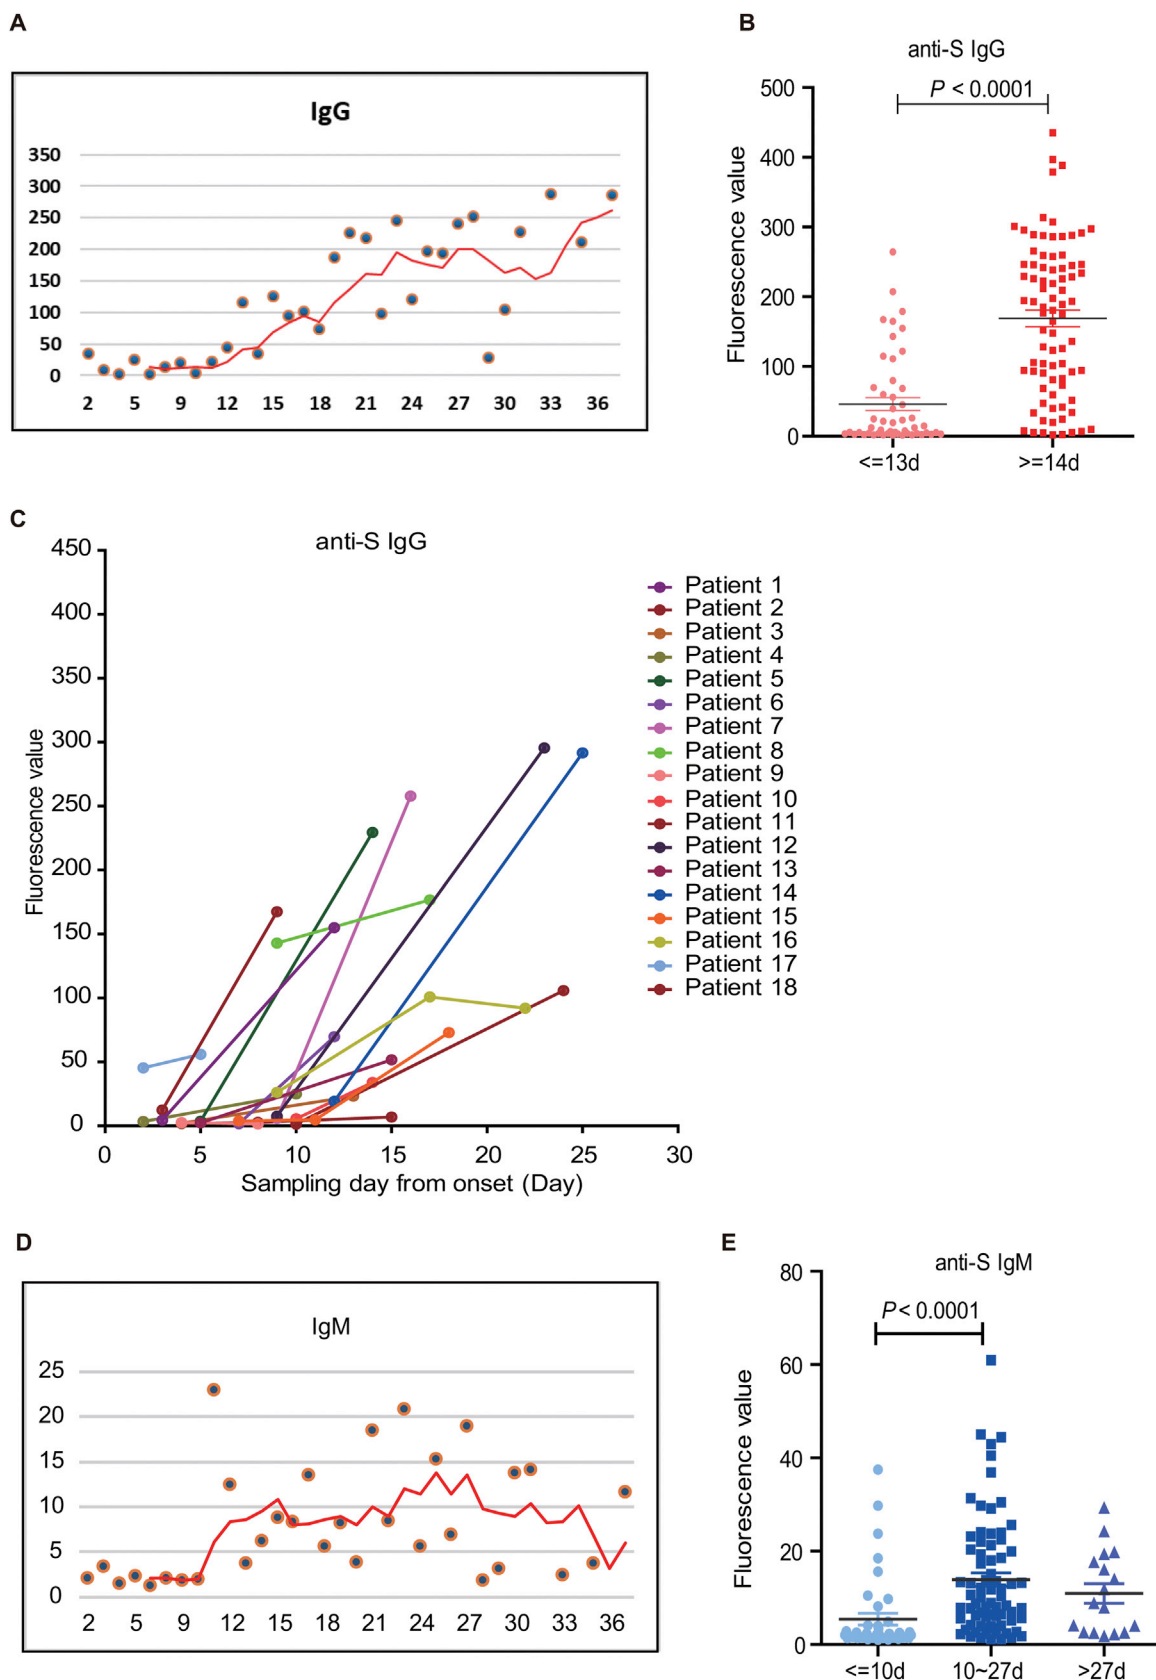 A
IgG
350
300
250
200
150
100
50
0
2 5 9 12 15 18 21 24 27 30 33 36
B
anti-S IgG
P < 0.0001
Fluorescence value
500
400
300
200
100
0
<=13d >=14d
C
anti-S IgG
Fluorescence value
450
400
350
300
250
200
150
100
50
0
0 5 10 15 20 25 30
Sampling day from onset (Day)
Patient 1
Patient 2
Patient 3
Patient 4
Patient 5
Patient 6
Patient 7
Patient 8
Patient 9
Patient 10
Patient 11
Patient 12
Patient 13
Patient 14
Patient 15
Patient 16
Patient 17
Patient 18
D
IgM
25
20
15
10
5
0
2 5 9 12 15 18 21 24 27 30 33 36
E
anti-S IgM
P < 0.0001
Fluorescence value
80
60
40
20
0
<=10d 10~27d >27d